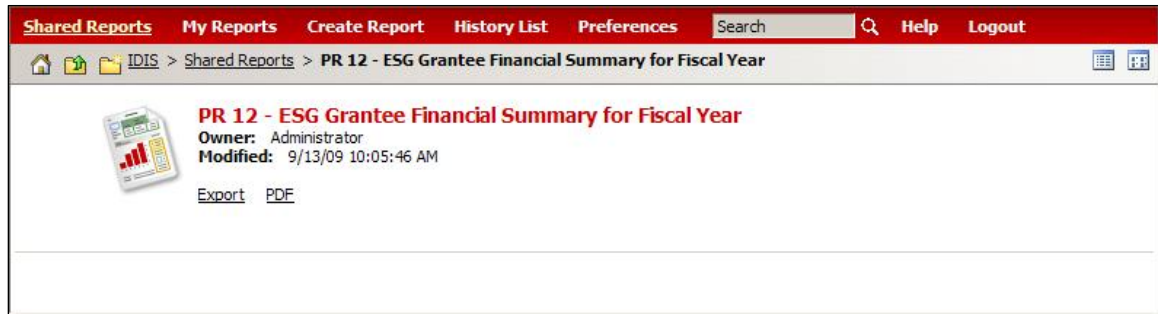 Shared Reports My Reports Create Report History List Preferences Search Help Logout
IDIS > Shared Reports > PR 12 - ESG Grantee Financial Summary for Fiscal Year
PR 12 - ESG Grantee Financial Summary for Fiscal Year
Owner: Administrator
Modified: 9/13/09 10:05:46 AM
Export PDF